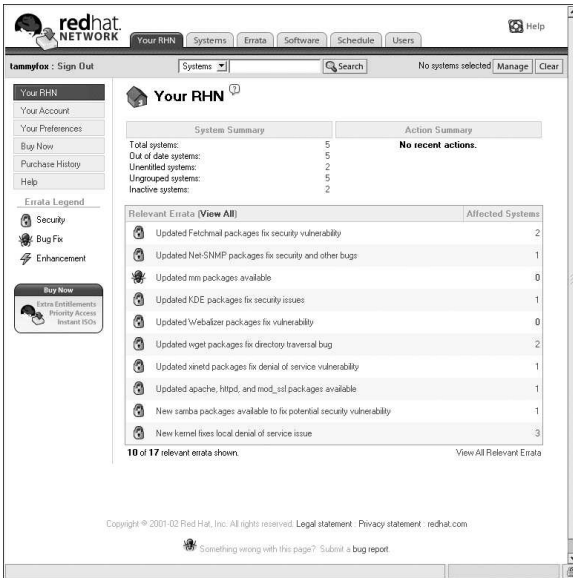 redhat.
NETWORK
Your RHN Systems Errata Software Schedule Users
Help
tammyfox : Sign Out Systems Search No systems selected Manage Clear
Your RHN
Your Account
Your Preferences
Buy Now
Purchase History
Help
Errata Legend
Security
Bug Fix
Enhancement
Buy Now
Extra Entitlements
Priority Access
Instant ISOs
Your RHN ?
System Summary Action Summary
Total systems: 5 No recent actions.
Out of date systems: 5
Unentitled systems: 2
Ungrouped systems: 5
Inactive systems: 2
Relevant Errata (View All) Affected Systems
Updated Fetchmail packages fix security vulnerability 2
Updated Net-SNMP packages fix security and other bugs 1
Updated mm packages available 0
Updated KDE packages fix security issues 1
Updated Webalizer packages fix vulnerability 0
Updated wget packages fix directory traversal bug 2
Updated xinetd packages fix denial of service vulnerability 1
Updated apache, httpd, and mod_ssl packages available 1
New samba packages available to fix potential security vulnerability 1
New kernel fixes local denial of service issue 3
10 of 17 relevant errata shown. View All Relevant Errata
Copyright © 2001-02 Red Hat, Inc. All rights reserved. Legal statement : Privacy statement : redhat.com
Something wrong with this page? Submit a bug report.